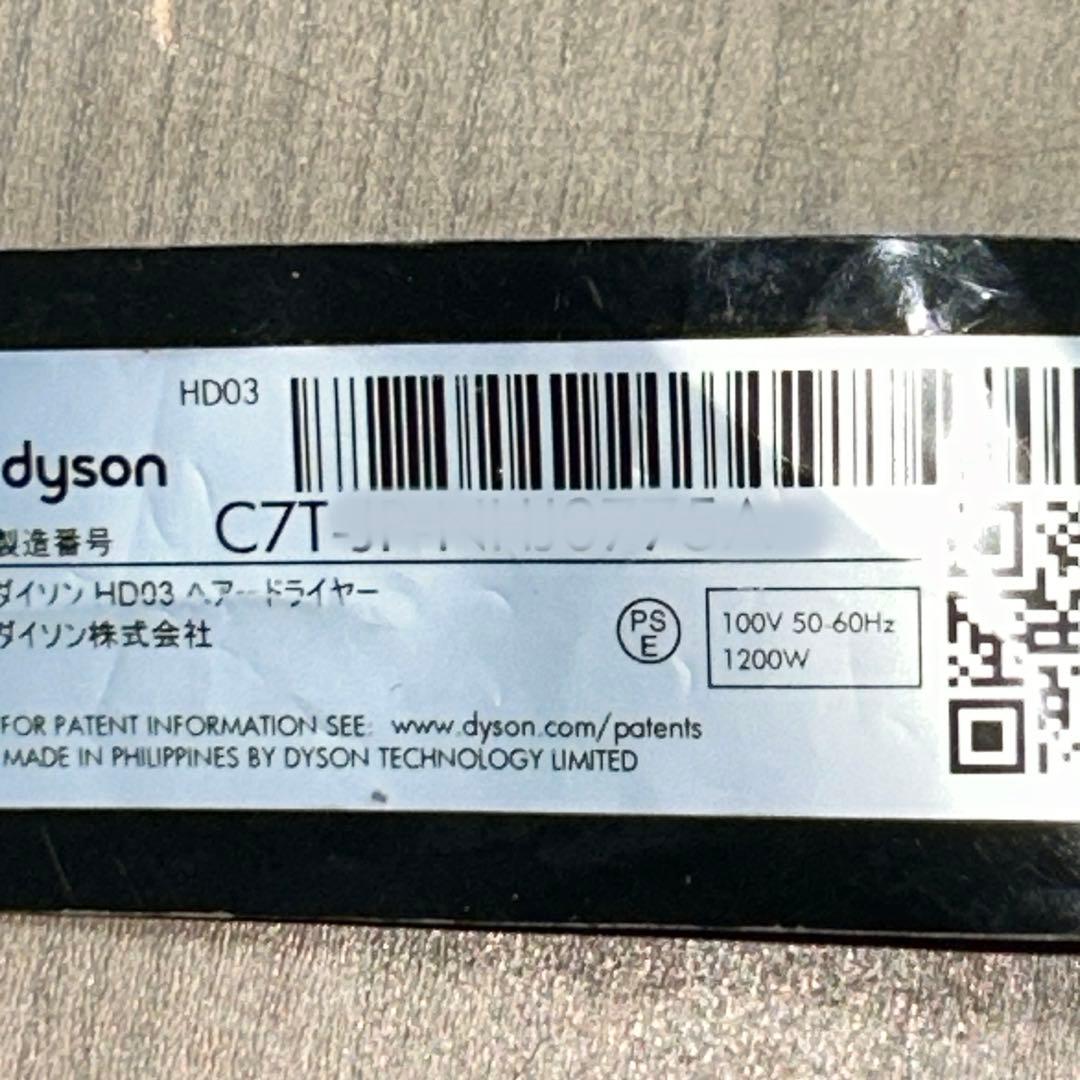 HD03
dyson
製造番号 C7T
ダイソン HD03 ヘアードライヤー
ダイソン株式会社
PS
E
100V 50-60Hz
1200W
FOR PATENT INFORMATION SEE: www.dyson.com/patents
MADE IN PHILIPPINES BY DYSON TECHNOLOGY LIMITED